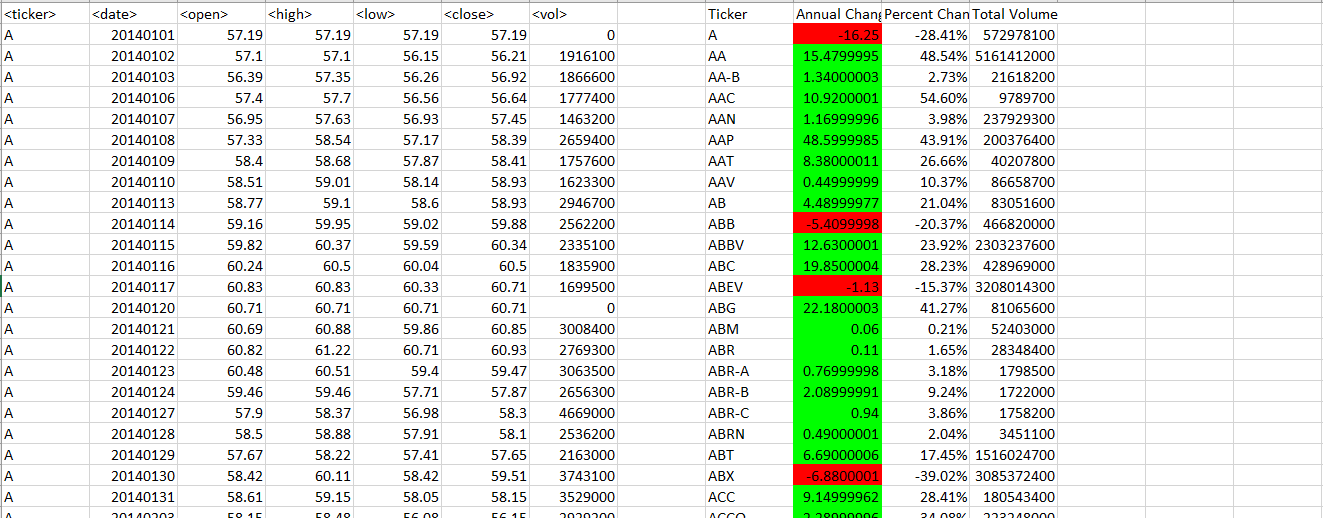 <ticker> <date> <open> <high> <low> <close> <vol> Ticker Annual Chang Percent Chan Total Volume
A 20140101 57.19 57.19 57.19 57.19 0 A -16.25 -28.41% 572978100
A 20140102 57.1 57.1 56.15 56.21 1916100 AA 15.4799995 48.54% 5161412000
A 20140103 56.39 57.35 56.26 56.92 1866600 AA-B 1.34000003 2.73% 21618200
A 20140106 57.4 57.7 56.56 56.64 1777400 AAC 10.9200001 54.60% 9789700
A 20140107 56.95 57.63 56.93 57.45 1463200 AAN 1.16999996 3.98% 237929300
A 20140108 57.33 58.54 57.17 58.39 2659400 AAP 48.5999985 43.91% 200376400
A 20140109 58.4 58.68 57.87 58.41 1757600 AAT 8.38000011 26.66% 40207800
A 20140110 58.51 59.01 58.14 58.93 1623300 AAV 0.44999999 10.37% 86658700
A 20140113 58.77 59.1 58.6 58.93 2946700 AB 4.48999977 21.04% 83051600
A 20140114 59.16 59.95 59.02 59.88 2562200 ABB -5.4099998 -20.37% 466820000
A 20140115 59.82 60.37 59.59 60.34 2335100 ABBV 12.6300001 23.92% 2303237600
A 20140116 60.24 60.5 60.04 60.5 1835900 ABC 19.8500004 28.23% 428969000
A 20140117 60.83 60.83 60.33 60.71 1699500 ABEV -1.13 -15.37% 3208014300
A 20140120 60.71 60.71 60.71 60.71 0 ABG 22.1800003 41.27% 81065600
A 20140121 60.69 60.88 59.86 60.85 3008400 ABM 0.06 0.21% 52403000
A 20140122 60.82 61.22 60.71 60.93 2769300 ABR 0.11 1.65% 28348400
A 20140123 60.48 60.51 59.4 59.47 3063500 ABR-A 0.76999998 3.18% 1798500
A 20140124 59.46 59.46 57.71 57.87 2656300 ABR-B 2.08999991 9.24% 1722000
A 20140127 57.9 58.37 56.98 58.3 4669000 ABR-C 0.94 3.86% 1758200
A 20140128 58.5 58.88 57.91 58.1 2536200 ABRN 0.49000001 2.04% 3451100
A 20140129 57.67 58.22 57.41 57.65 2163000 ABT 6.69000006 17.45% 1516024700
A 20140130 58.42 60.11 58.42 59.51 3743100 ABX -6.8800001 -39.02% 3085372400
A 20140131 58.61 59.15 58.05 58.15 3529000 ACC 9.14999962 28.41% 180543400
A 20140203 58.15 58.48 56.08 56.15